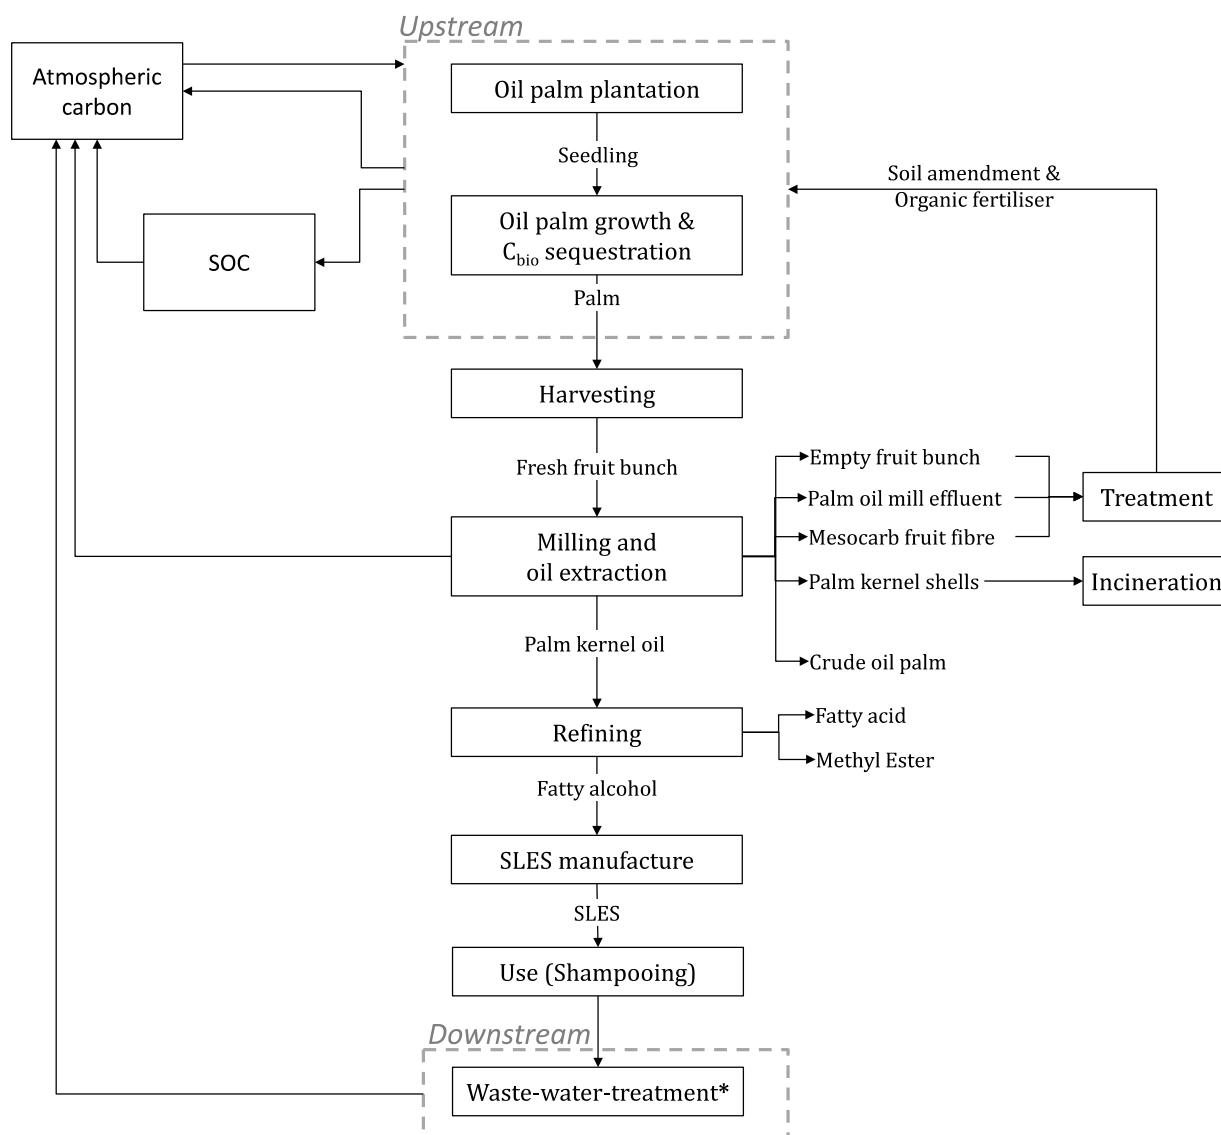 Upstream
Atmospheric
carbon
Oil palm plantation
Seedling
Soil amendment &
Organic fertiliser
Oil palm growth &
Cbio sequestration
SOC
Palm
Harvesting
Fresh fruit bunch
Empty fruit bunch
Palm oil mill effluent
Treatment
Milling and
oil extraction
Mesocarb fruit fibre
Palm kernel shells
Incineration
Palm kernel oil
Crude oil palm
Refining
Fatty acid
Methyl Ester
Fatty alcohol
SLES manufacture
SLES
Use (Shampooing)
Downstream
Waste-water-treatment*